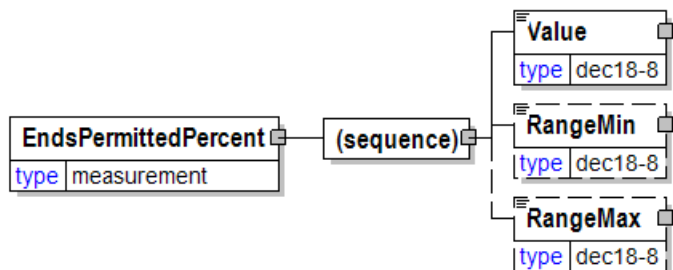 Value
type dec18-8
EndsPermittedPercent
type measurement
(sequence)
RangeMin
type dec18-8
RangeMax
type dec18-8